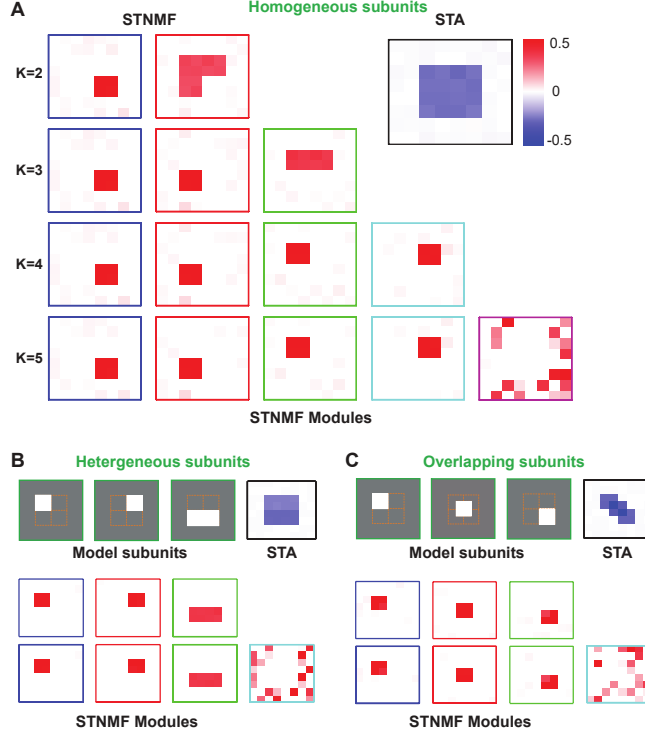 A
Homogeneous subunits
STNMF
STA
K=2
0.5
0
-0.5
K=3
K=4
K=5
STNMF Modules
B
Hetergeneous subunits
C
Overlapping subunits
Model subunits
STA
Model subunits
STA
STNMF Modules
STNMF Modules